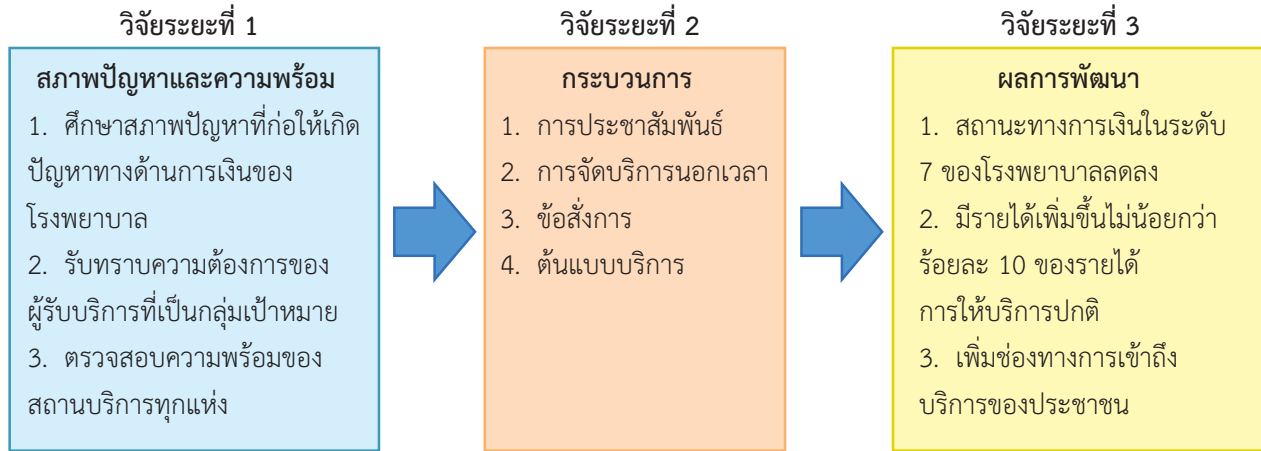 วิจัยระยะที่ 1
สภาพปัญหาและความพร้อม
1. ศึกษาสภาพปัญหาที่ก่อให้เกิด
ปัญหาทางด้านการเงินของ
โรงพยาบาล
2. รับทราบความต้องการของ
ผู้รับบริการที่เป็นกลุ่มเป้าหมาย
3. ตรวจสอบความพร้อมของ
สถานบริการทุกแห่ง
วิจัยระยะที่ 2
กระบวนการ
1. การประชาสัมพันธ์
2. การจัดบริการนอกเวลา
3. ข้อสั่งการ
4. ต้นแบบบริการ
วิจัยระยะที่ 3
ผลการพัฒนา
1. สถานะทางการเงินในระดับ
7 ของโรงพยาบาลลดลง
2. มีรายได้เพิ่มขึ้นไม่น้อยกว่า
ร้อยละ 10 ของรายได้
การให้บริการปกติ
3. เพิ่มช่องทางการเข้าถึง
บริการของประชาชน